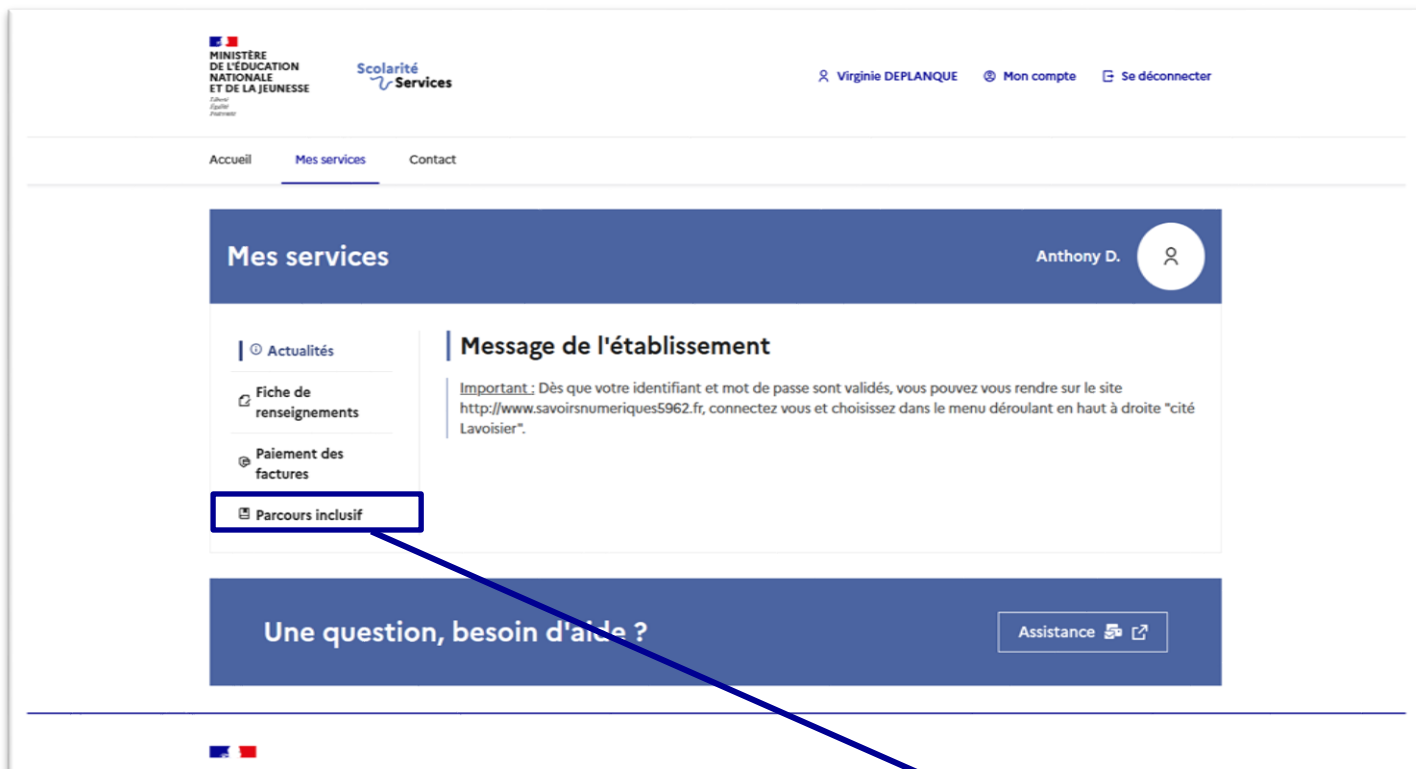 MINISTÈRE
DE L'ÉDUCATION
NATIONALE
ET DE LA JEUNESSE
Liberté
Égalité
Fraternité
Scolarité
Services
Virginie DEPLANQUE
Mon compte
Se déconnecter
Accueil
Mes services
Contact
Mes services
Anthony D.
Actualités
Fiche de
renseignements
Paiement des
factures
Parcours inclusif
Message de l'établissement
Important : Dès que votre identifiant et mot de passe sont validés, vous pouvez vous rendre sur le site
http://www.savoirsnumeriques5962.fr, connectez vous et choisissez dans le menu déroulant en haut à droite "cité
Lavoisier".
Une question, besoin d'aide ?
Assistance